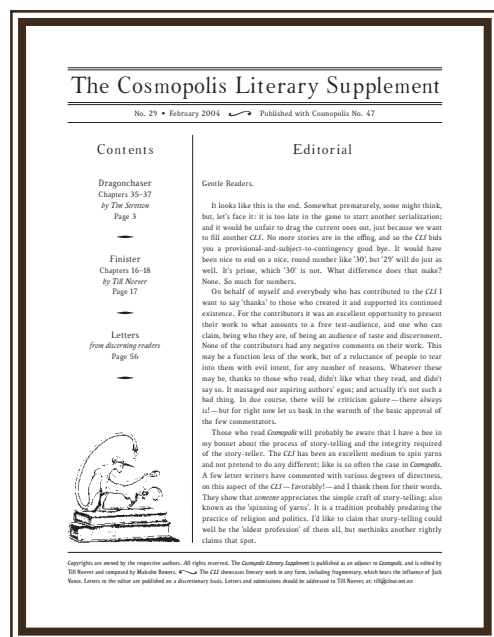 The Cosmopolis Literary Supplement
No. 29 • February 2004 Published with Cosmopolis No. 47
Contents
Dragonchaser
Chapters 35-37
by Tim Stretton
Page 3
Finister
Chapters 16-18
by Till Noever
Page 17
Letters
from discerning readers
Page 56
Editorial
Gentle Readers.
It looks like this is the end. Somewhat prematurely, some might think,
but, let's face it: it is too late in the game to start another serialization;
and it would be unfair to drag the current ones out, just because we want
to fill another CLS. No more stories are in the offing, and so the CLS bids
you a provisional-and-subject-to-contingency good bye. It would have
been nice to end on a nice, round number like '30', but '29' will do just as
well. It's prime, which '30' is not. What difference does that make?
None. So much for numbers.
On behalf of myself and everybody who has contributed to the CLS I
want to say 'thanks' to those who created it and supported its continued
existence. For the contributors it was an excellent opportunity to present
their work to what amounts to a free test-audience, and one who can
claim, being who they are, of being an audience of taste and discernment.
None of the contributors had any negative comments on their work. This
may be a function less of the work, but of a reluctance of people to tear
into them with evil intent, for any number of reasons. Whatever these
may be, thanks to those who read, didn't like what they read, and didn't
say so. It massaged our aspiring authors' egos; and actually it's not such a
bad thing. In due course, there will be criticism galore—there always
is!—but for right now let us bask in the warmth of the basic approval of
the few commentators.
Those who read Cosmopolis will probably be aware that I have a bee in
my bonnet about the process of story-telling and the integrity required
of the story-teller. The CLS has been an excellent medium to spin yarns
and not pretend to do any different; like is so often the case in Cosmopolis.
A few letter writers have commented with various degrees of directness,
on this aspect of the CLS—favorably!—and I thank them for their words.
They show that someone appreciates the simple craft of story-telling; also
known as the 'spinning of yarns'. It is a tradition probably predating the
practice of religion and politics. I'd like to claim that story-telling could
well be the 'oldest profession' of them all, but methinks another rightly
claims that spot.
Copyrights are owned by the respective authors. All rights reserved. The Cosmopolis Literary Supplement is published as an adjunct to Cosmopolis, and is edited by
Till Noever and composed by Malcolm Bowers. The CLS showcases literary work in any form, including fragmentary, which bears the influence of Jack
Vance. Letters to the editor are published on a discretionary basis. Letters and submissions should be addressed to Till Noever, at: till@clear.net.nz